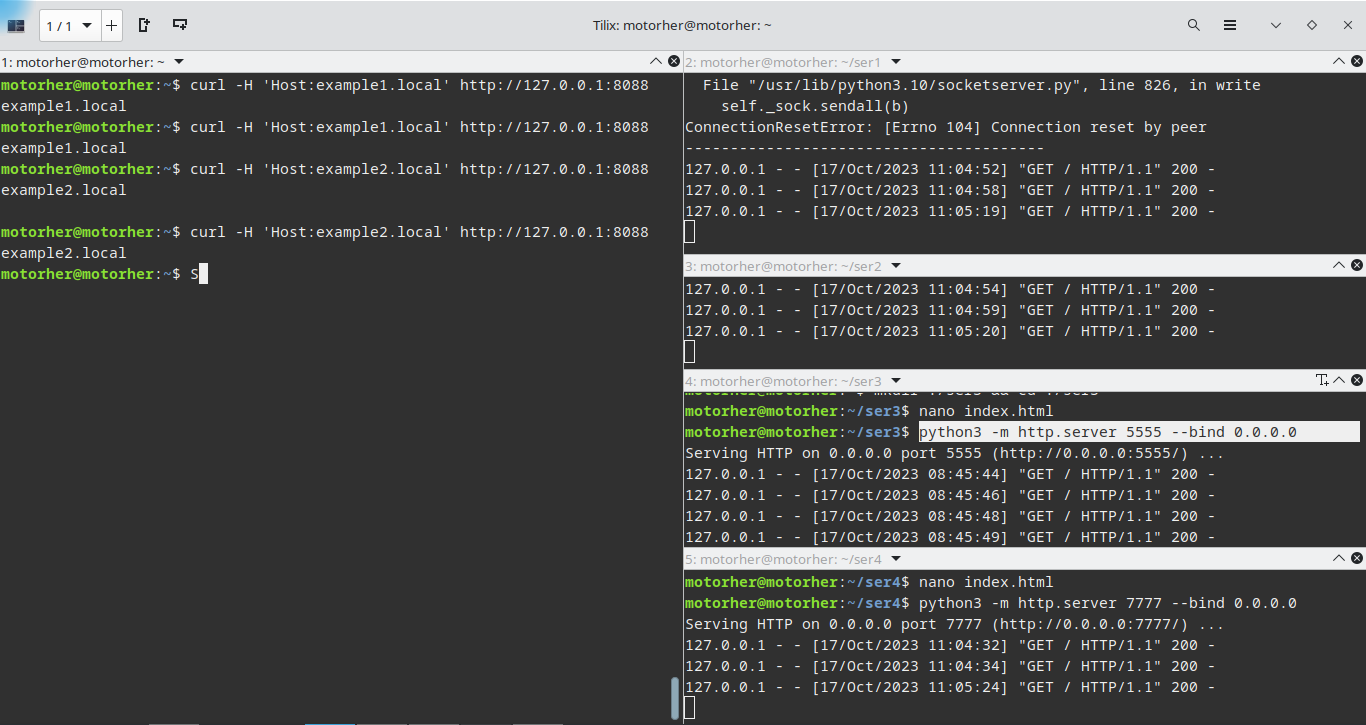 1 / 1
Tilix: motorher@motorher: ~
1: motorher@motorher: ~
motorher@motorher:~$ curl -H 'Host:example1.local' http://127.0.0.1:8088
example1.local
motorher@motorher:~$ curl -H 'Host:example1.local' http://127.0.0.1:8088
example1.local
motorher@motorher:~$ curl -H 'Host:example2.local' http://127.0.0.1:8088
example2.local
motorher@motorher:~$ curl -H 'Host:example2.local' http://127.0.0.1:8088
example2.local
motorher@motorher:~$ S
2: motorher@motorher: ~/ser1
File "/usr/lib/python3.10/socketserver.py", line 826, in write
self._sock.sendall(b)
ConnectionResetError: [Errno 104] Connection reset by peer
----------------------------------------
127.0.0.1 - - [17/Oct/2023 11:04:52] "GET / HTTP/1.1" 200 -
127.0.0.1 - - [17/Oct/2023 11:04:58] "GET / HTTP/1.1" 200 -
127.0.0.1 - - [17/Oct/2023 11:05:19] "GET / HTTP/1.1" 200 -
3: motorher@motorher: ~/ser2
127.0.0.1 - - [17/Oct/2023 11:04:54] "GET / HTTP/1.1" 200 -
127.0.0.1 - - [17/Oct/2023 11:04:59] "GET / HTTP/1.1" 200 -
127.0.0.1 - - [17/Oct/2023 11:05:20] "GET / HTTP/1.1" 200 -
4: motorher@motorher: ~/ser3
motorher@motorher:~/ser3$ nano index.html
motorher@motorher:~/ser3$ python3 -m http.server 5555 --bind 0.0.0.0
Serving HTTP on 0.0.0.0 port 5555 (http://0.0.0.0:5555/) ...
127.0.0.1 - - [17/Oct/2023 08:45:44] "GET / HTTP/1.1" 200 -
127.0.0.1 - - [17/Oct/2023 08:45:46] "GET / HTTP/1.1" 200 -
127.0.0.1 - - [17/Oct/2023 08:45:48] "GET / HTTP/1.1" 200 -
127.0.0.1 - - [17/Oct/2023 08:45:49] "GET / HTTP/1.1" 200 -
5: motorher@motorher: ~/ser4
motorher@motorher:~/ser4$ nano index.html
motorher@motorher:~/ser4$ python3 -m http.server 7777 --bind 0.0.0.0
Serving HTTP on 0.0.0.0 port 7777 (http://0.0.0.0:7777/) ...
127.0.0.1 - - [17/Oct/2023 11:04:32] "GET / HTTP/1.1" 200 -
127.0.0.1 - - [17/Oct/2023 11:04:34] "GET / HTTP/1.1" 200 -
127.0.0.1 - - [17/Oct/2023 11:05:24] "GET / HTTP/1.1" 200 -